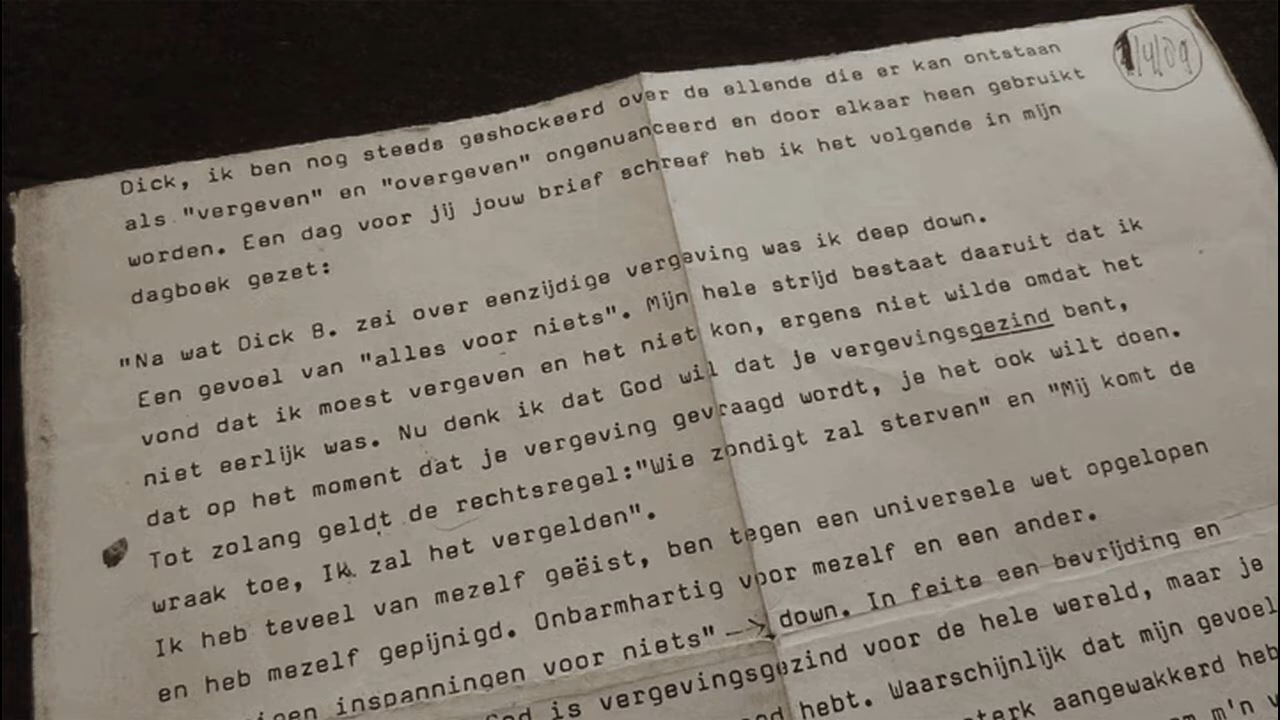 1/4/09
Dick, ik ben nog steeds geshockeerd over de ellende die er kan ontstaan
als "vergeven" en "overgeven" ongenuanceerd en door elkaar heen gebruikt
worden. Een dag voor jij jouw brief schreef heb ik het volgende in mijn
dagboek gezet:
"Na wat Dick B. zei over eenzijdige vergeving was ik deep down.
Een gevoel van "alles voor niets". Mijn hele strijd bestaat daaruit dat ik
vond dat ik moest vergeven en het niet kon, ergens niet wilde omdat het
niet eerlijk was. Nu denk ik dat God wil dat je vergevingsgezind bent,
dat op het moment dat je vergeving gevraagd wordt, je het ook wilt doen.
Tot zolang geldt de rechtsregel:"Wie zondigt zal sterven" en "Mij komt de
wraak toe, Ik zal het vergelden".
Ik heb teveel van mezelf geëist, ben tegen een universele wet opgelopen
en heb mezelf gepijnigd. Onbarmhartig voor mezelf en een ander.
inspanningen voor niets" --> down. In feite een bevrijding en
is vergevingsgezind voor de hele wereld, maar je
hebt. Waarschijnlijk dat mijn gevoel
aangewakkerd heb
m'n